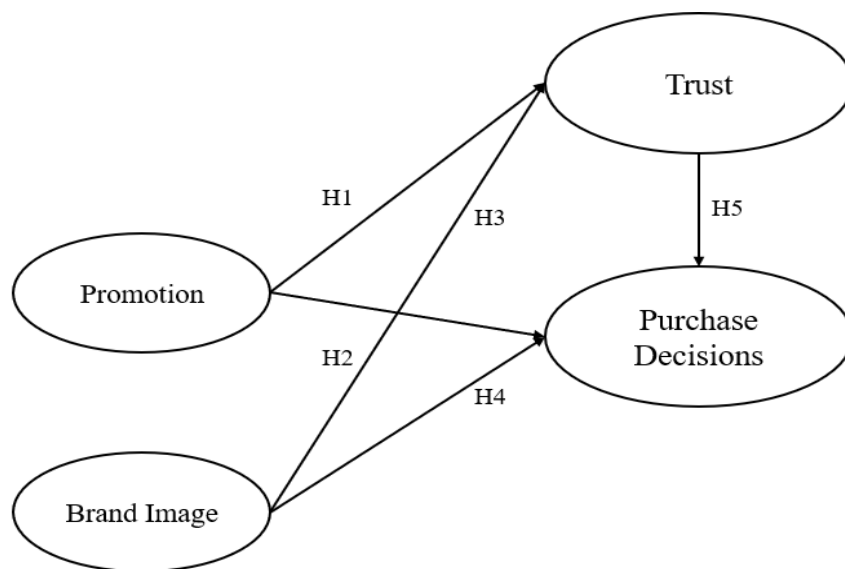 Trust
H1
H3
H5
Promotion
Purchase
Decisions
H2
H4
Brand Image